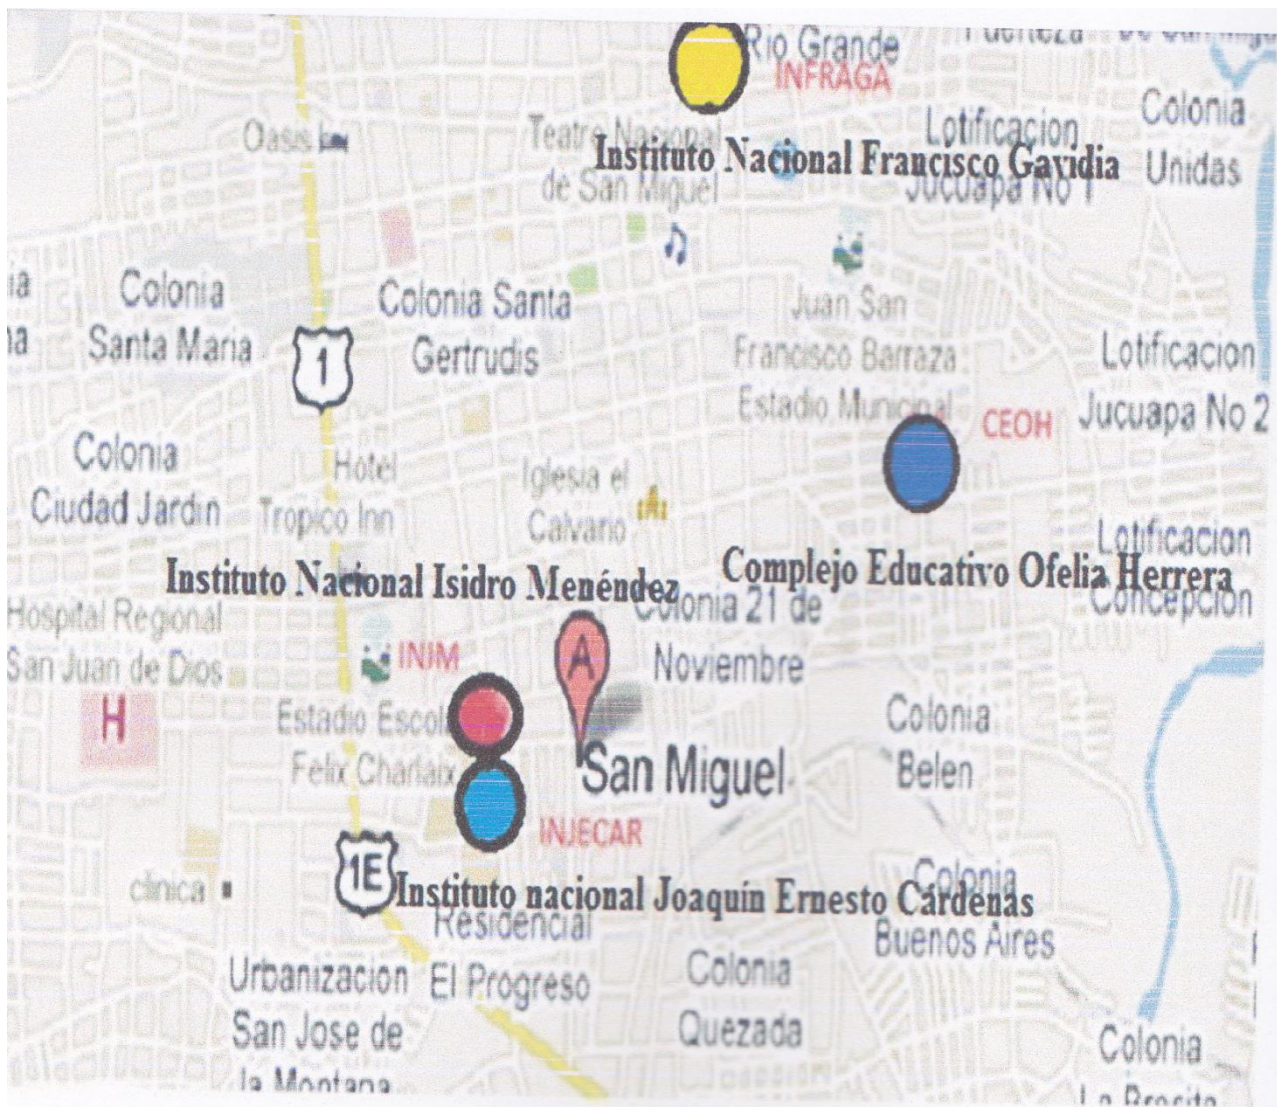 Rio Grande
INFRAGA
Colonia
Unidas
Oasis
Teatro Nacional
de San Miguel
Lotificacion
Jucuapa No 1
Instituto Nacional Francisco Gavidia
Colonia
Santa Maria
1
Colonia Santa
Gertrudis
Juan San
Francisco Barraza
Estadio Municipal
CEOH
Lotificacion
Jucuapa No 2
Colonia
Ciudad Jardin
Hotel
Tropico Inn
Iglesia el
Calvario
Lotificacion
Concepcion
Instituto Nacional Isidro Menéndez
Complejo Educativo Ofelia Herrera
Colonia 21 de
Noviembre
Hospital Regional
San Juan de Dios
H
INIM
A
Estadio Escol
Felix Charlaix
San Miguel
Colonia
Belen
INJECAR
clinica
1E
Instituto nacional Joaquín Ernesto Cárdenas
Residencial
El Progreso
Colonia
Buenos Aires
Urbanizacion
San Jose de
la Montana
Colonia
Quezada
Colonia